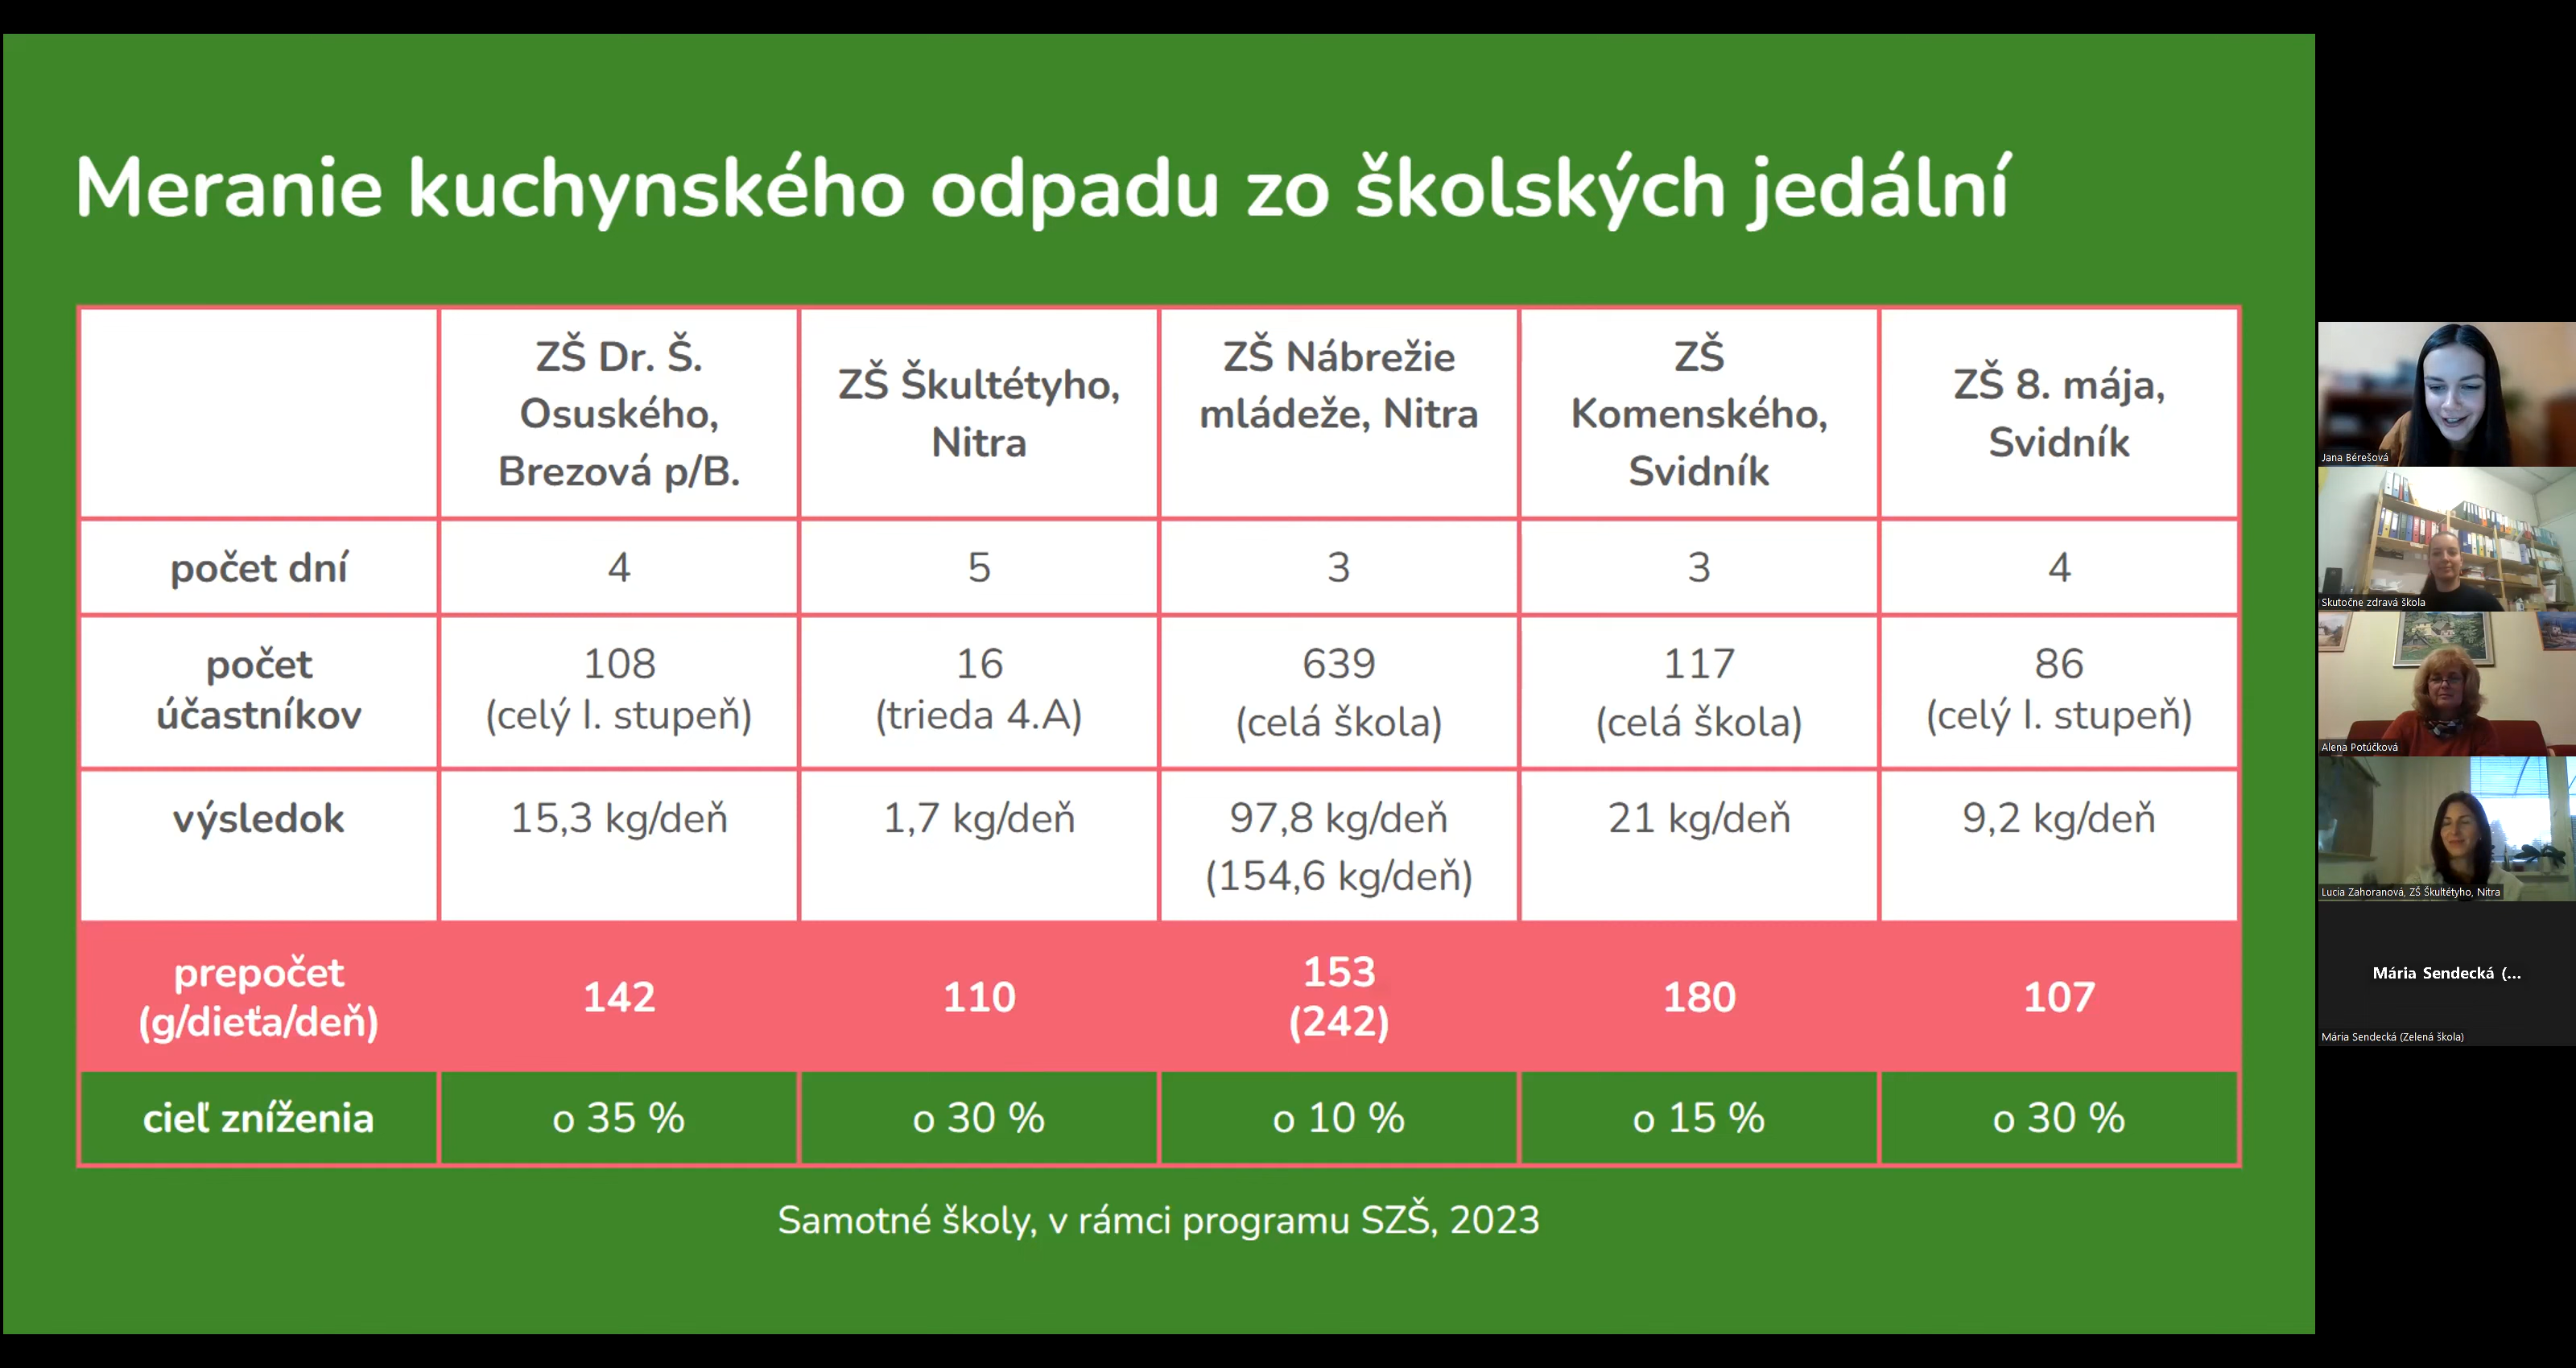 Meranie kuchynského odpadu zo školských jedální
ZŠ Dr. Š.
Osuského,
Brezová p/B.
ZŠ Škultétyho,
Nitra
ZŠ Nábrežie
mládeže, Nitra
ZŠ
Komenského,
Svidník
ZŠ 8. mája,
Svidník
počet dní
4
5
3
3
4
počet
účastníkov
108
(celý I. stupeň)
16
(trieda 4.A)
639
(celá škola)
117
(celá škola)
86
(celý I. stupeň)
výsledok
15,3 kg/deň
1,7 kg/deň
97,8 kg/deň
(154,6 kg/deň)
21 kg/deň
9,2 kg/deň
prepočet
(g/dieťa/deň)
142
110
153
(242)
180
107
cieľ zníženia
o 35 %
o 30 %
o 10 %
o 15 %
o 30 %
Samotné školy, v rámci programu SZŠ, 2023
Jana Bérešová
Skutočne zdravá škola
Alena Potúčková
Lucia Zahoranová, ZŠ Škultétyho, Nitra
Mária Sendecká (...
Mária Sendecká (Zelená škola)